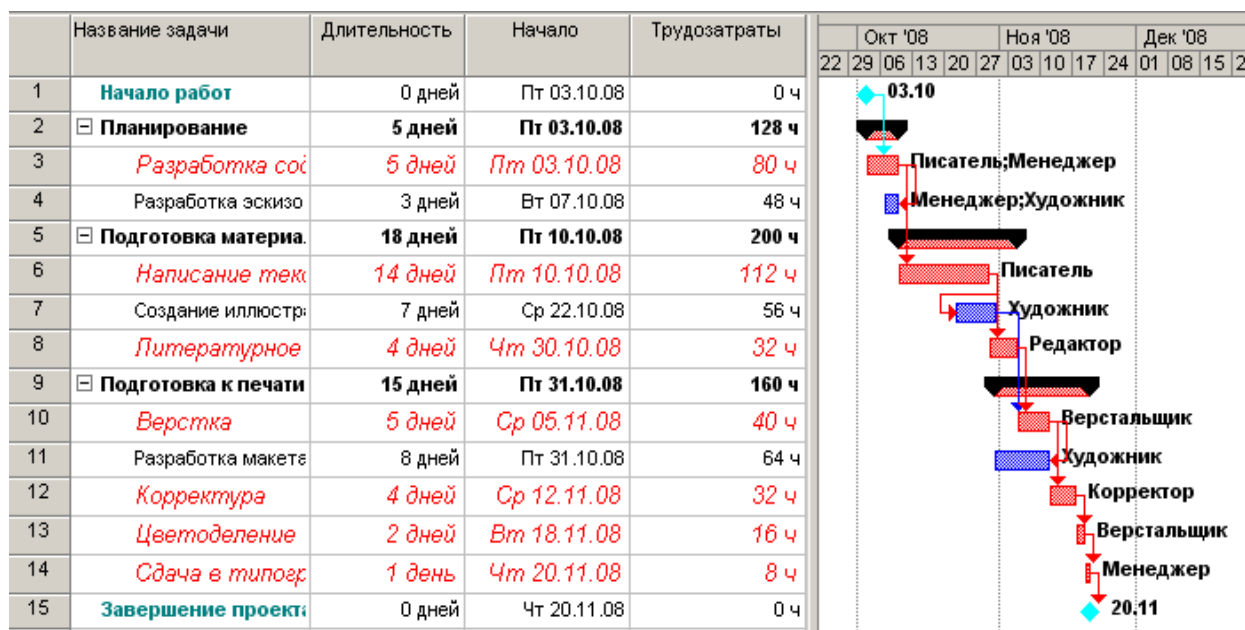 Название задачи Длительность Начало Трудозатраты Окт '08 Ноя '08 Дек '08
22 29 06 13 20 27 03 10 17 24 01 08 15 2
1 Начало работ 0 дней Пт 03.10.08 0 ч 03.10
2 Планирование 5 дней Пт 03.10.08 128 ч
3 Разработка сод 5 дней Пт 03.10.08 80 ч Писатель;Менеджер
4 Разработка эскизо 3 дней Вт 07.10.08 48 ч Менеджер;Художник
5 Подготовка материа. 18 дней Пт 10.10.08 200 ч
6 Написание тек 14 дней Пт 10.10.08 112 ч Писатель
7 Создание иллюстр 7 дней Ср 22.10.08 56 ч Художник
8 Литературное 4 дней Чт 30.10.08 32 ч Редактор
9 Подготовка к печати 15 дней Пт 31.10.08 160 ч
10 Верстка 5 дней Ср 05.11.08 40 ч Верстальщик
11 Разработка макета 8 дней Пт 31.10.08 64 ч Художник
12 Корректура 4 дней Ср 12.11.08 32 ч Корректор
13 Цветоделение 2 дней Вт 18.11.08 16 ч Верстальщик
14 Сдача в типогр 1 день Чт 20.11.08 8 ч Менеджер
15 Завершение проекта 0 дней Чт 20.11.08 0 ч 20.11